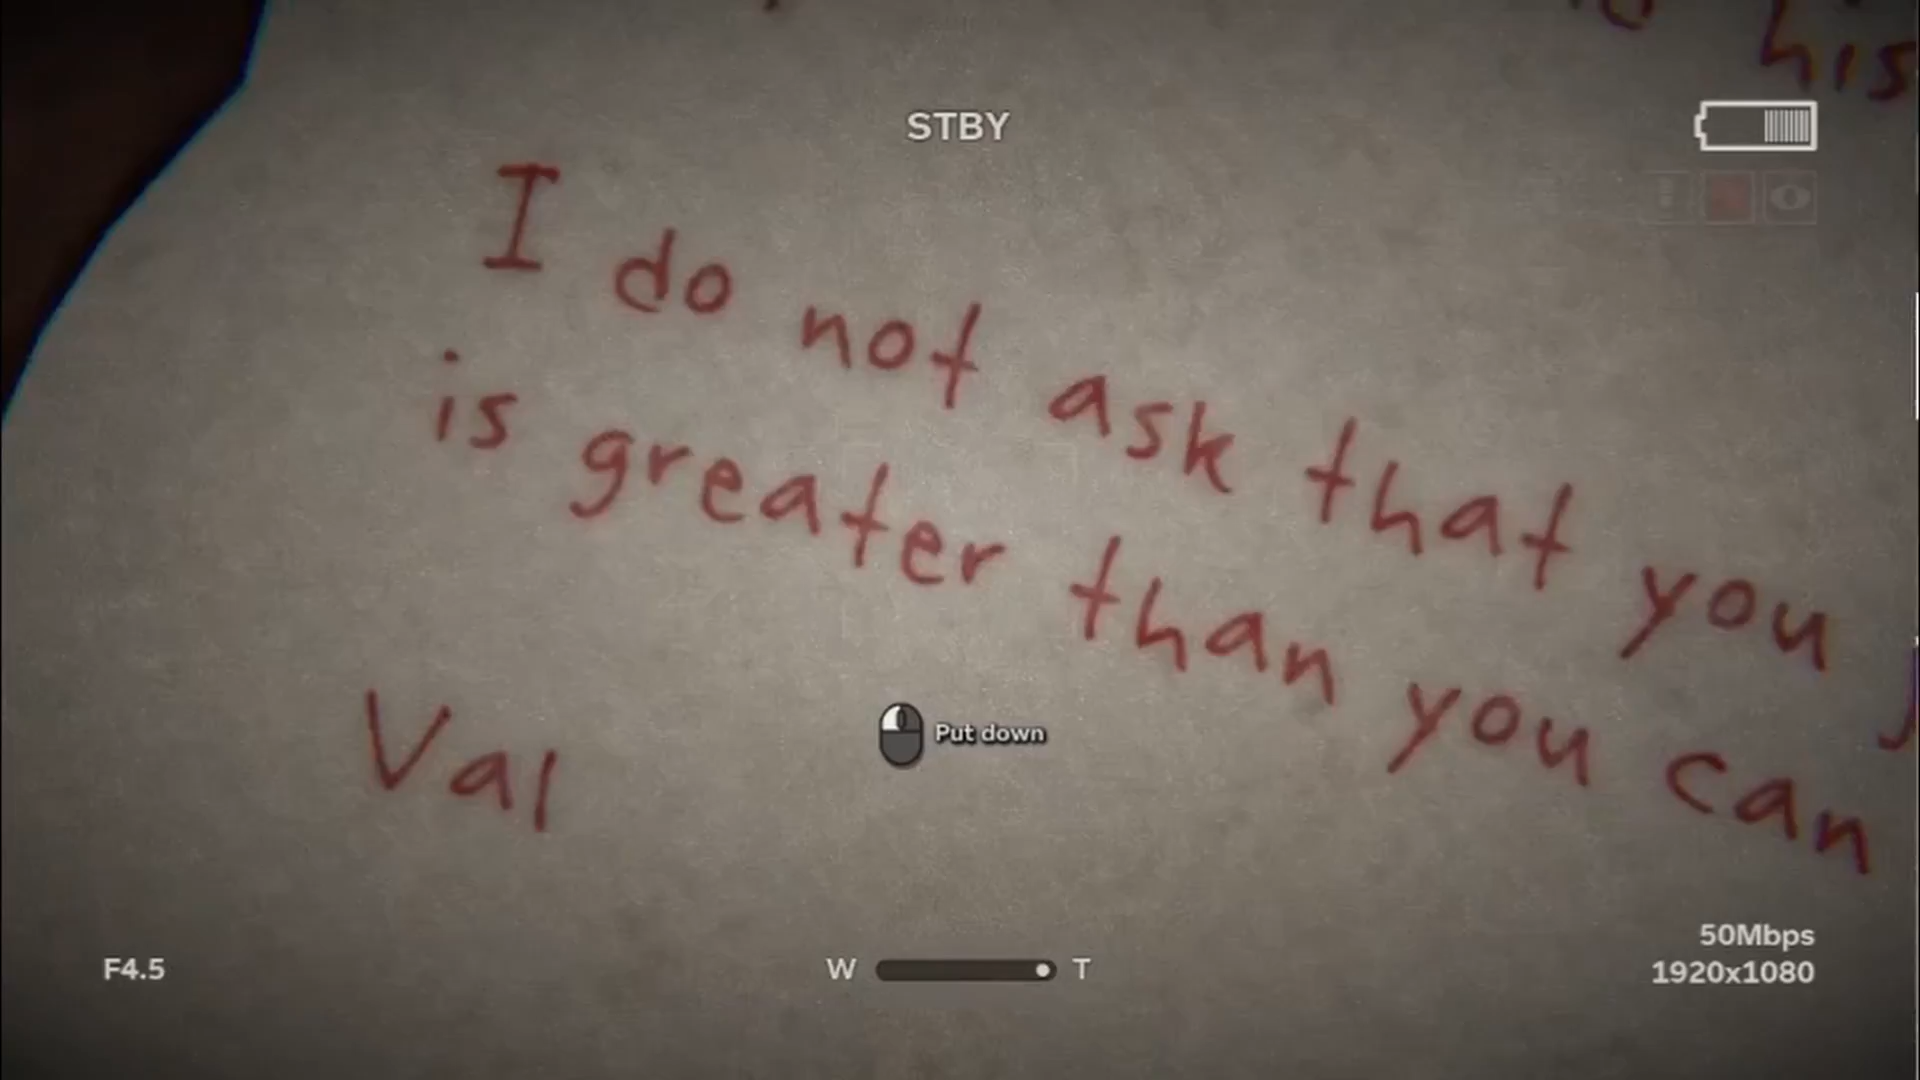 his
STBY
I do not ask that you
is greater than you can
Val
Put down
F4.5
W T
50Mbps
1920x1080